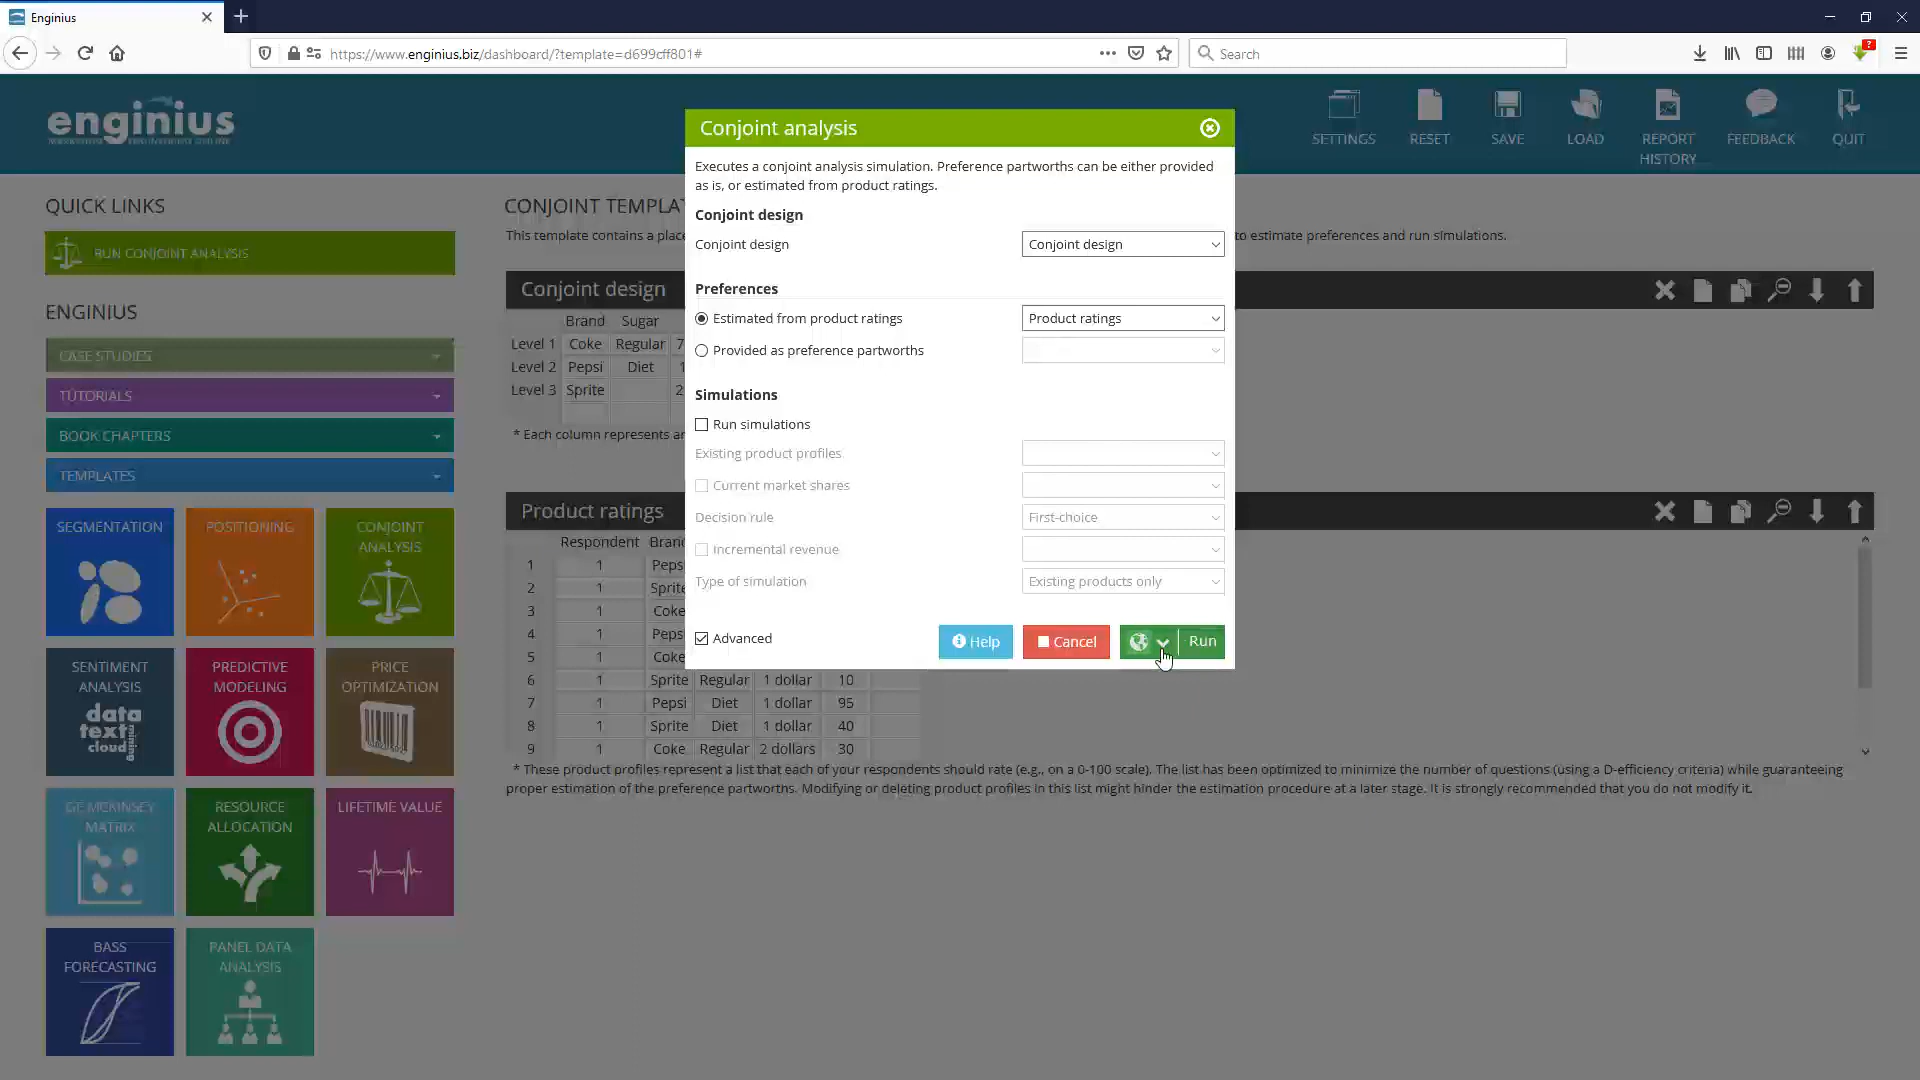 Enginius
https://www.enginius.biz/dashboard/?template=d699cff801#
Search
enginius
SETTINGS
RESET
SAVE
LOAD
REPORT
HISTORY
FEEDBACK
QUIT
QUICK LINKS
RUN CONJOINT ANALYSIS
ENGINIUS
CASE STUDIES
TUTORIALS
BOOK CHAPTERS
TEMPLATES
SEGMENTATION
POSITIONING
CONJOINT
ANALYSIS
SENTIMENT
ANALYSIS
data
text mining
cloud
PREDICTIVE
MODELING
PRICE
OPTIMIZATION
GE MCKINSEY
MATRIX
RESOURCE
ALLOCATION
LIFETIME VALUE
BASS
FORECASTING
PANEL DATA
ANALYSIS
CONJOINT TEMPLA
This template contains a place
to estimate preferences and run simulations.
Conjoint design
Brand Sugar
Level 1 Coke Regular 7
Level 2 Pepsi Diet 1
Level 3 Sprite 2
* Each column represents ar
Product ratings
Respondent Bran
1 1 Peps
2 1 Sprite
3 1 Coke
4 1 Peps
5 1 Coke
6 1 Sprite Regular 1 dollar 10
7 1 Pepsi Diet 1 dollar 95
8 1 Sprite Diet 1 dollar 40
9 1 Coke Regular 2 dollars 30
* These product profiles represent a list that each of your respondents should rate (e.g., on a 0-100 scale). The list has been optimized to minimize the number of questions (using a D-efficiency criteria) while guaranteeing
proper estimation of the preference partworths. Modifying or deleting product profiles in this list might hinder the estimation procedure at a later stage. It is strongly recommended that you do not modify it.
Conjoint analysis
Executes a conjoint analysis simulation. Preference partworths can be either provided
as is, or estimated from product ratings.
Conjoint design
Conjoint design Conjoint design
Preferences
Estimated from product ratings Product ratings
Provided as preference partworths
Simulations
Run simulations
Existing product profiles
Current market shares
Decision rule First-choice
Incremental revenue
Type of simulation Existing products only
Advanced
Help
Cancel
Run